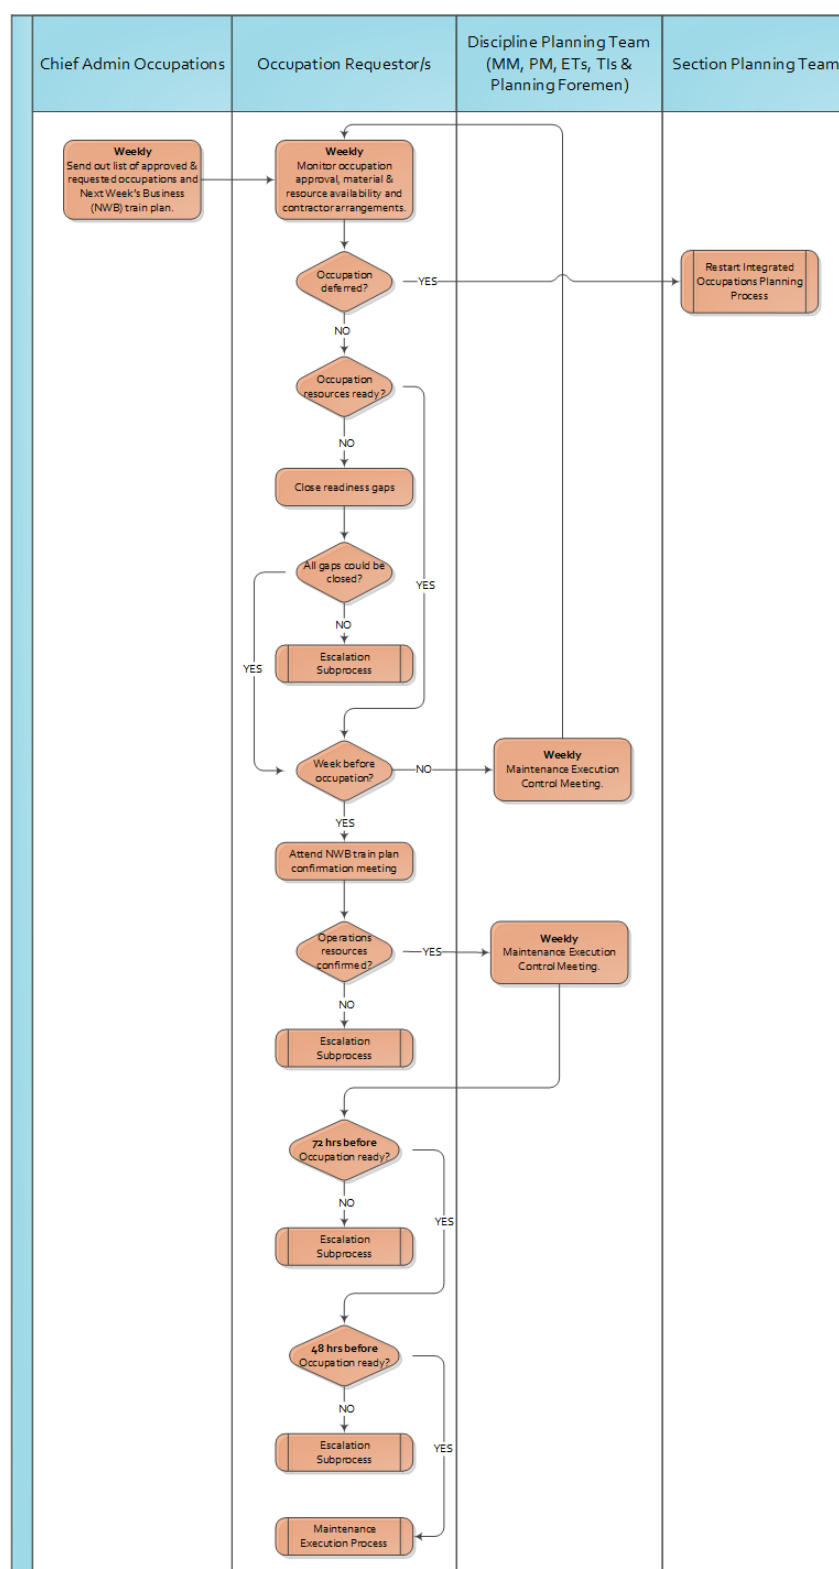 Chief Admin Occupations
Occupation Requestor/s
Discipline Planning Team
(MM, PM, ETs, TIs &
Planning Foremen)
Section Planning Team
Weekly
Send out list of approved &
requested occupations and
Next Week's Business
(NWB) train plan.
Weekly
Monitor occupation
approval, material &
resource availability and
contractor arrangements.
Occupation
deferred?
YES
Restart Integrated
Occupations Planning
Process
NO
Occupation
resources ready?
NO
Close readiness gaps
All gaps could be
closed?
YES
NO
Escalation
Subprocess
YES
Week before
occupation?
NO
Weekly
Maintenance Execution
Control Meeting.
YES
Attend NWB train plan
confirmation meeting
Operations
resources
confirmed?
YES
Weekly
Maintenance Execution
Control Meeting.
NO
Escalation
Subprocess
72 hrs before
Occupation ready?
NO
YES
Escalation
Subprocess
48 hrs before
Occupation ready?
NO
YES
Escalation
Subprocess
Maintenance
Execution Process